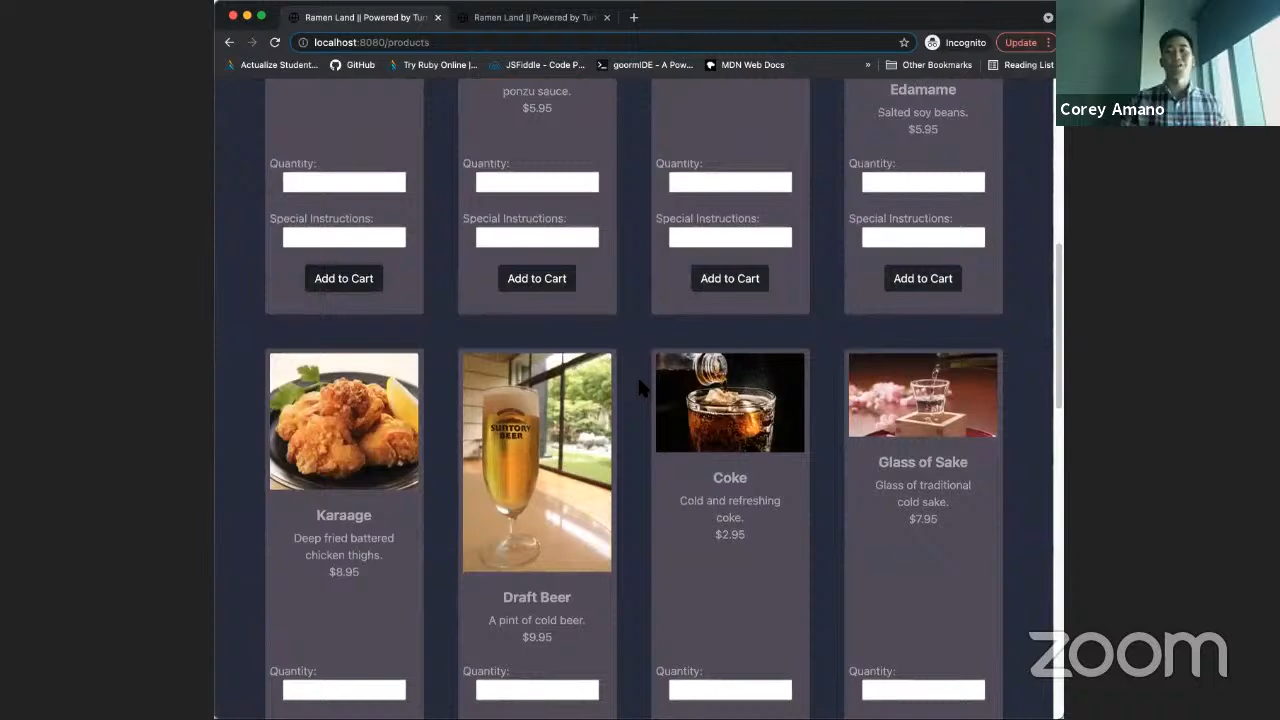 Ramen Land || Powered by Tur
Ramen Land || Powered by Tu
localhost:8080/products
Incognito
Update
Actualize Student...
GitHub
Try Ruby Online |...
JSFiddle - Code P...
goormIDE - A Pow...
MDN Web Docs
»
Other Bookmarks
Reading List
Corey Amano
ponzu sauce.
$5.95
Edamame
Salted soy beans.
$5.95
Quantity:
Quantity:
Quantity:
Quantity:
Special Instructions:
Special Instructions:
Special Instructions:
Special Instructions:
Add to Cart
Add to Cart
Add to Cart
Add to Cart
SUNTORY
BEER
Karaage
Deep fried battered
chicken thighs.
$8.95
Draft Beer
A pint of cold beer.
$9.95
Coke
Cold and refreshing
coke.
$2.95
Glass of Sake
Glass of traditional
cold sake.
$7.95
Quantity:
Quantity:
Quantity:
Quantity:
zoom